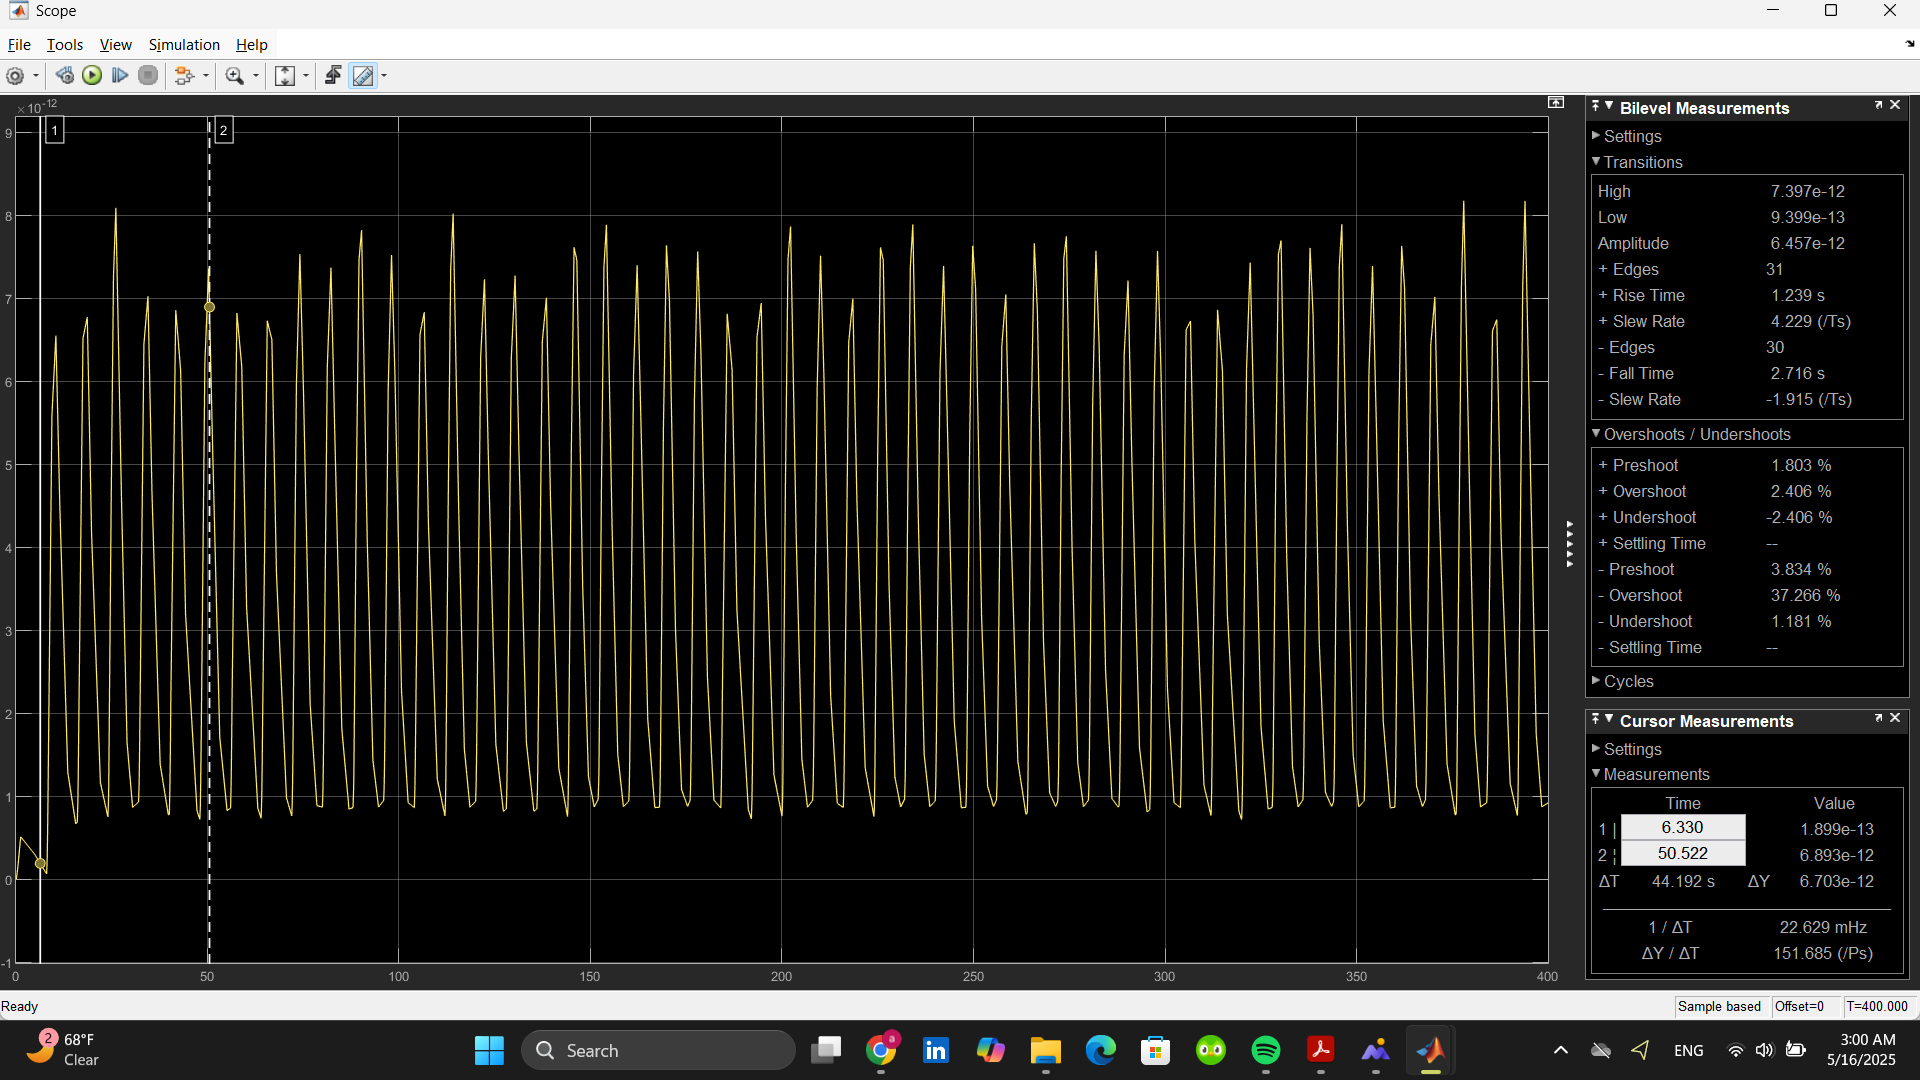 Scope
File Tools View Simulation Help
×10-12
9
8
7
6
5
4
3
2
1
0
-1
1
2
0 50 100 150 200 250 300 350 400
Bilevel Measurements
Settings
Transitions
High 7.397e-12
Low 9.399e-13
Amplitude 6.457e-12
+ Edges 31
+ Rise Time 1.239 s
+ Slew Rate 4.229 (/Ts)
- Edges 30
- Fall Time 2.716 s
- Slew Rate -1.915 (/Ts)
Overshoots / Undershoots
+ Preshoot 1.803 %
+ Overshoot 2.406 %
+ Undershoot -2.406 %
+ Settling Time --
- Preshoot 3.834 %
- Overshoot 37.266 %
- Undershoot 1.181 %
- Settling Time --
Cycles
Cursor Measurements
Settings
Measurements
Time Value
1 | 6.330 1.899e-13
2 ¦ 50.522 6.893e-12
ΔT 44.192 s ΔY 6.703e-12
1 / ΔT 22.629 mHz
ΔY / ΔT 151.685 (/Ps)
Ready
Sample based Offset=0 T=400.000
2
68°F
Clear
Search
a
in
ENG
3:00 AM
5/16/2025